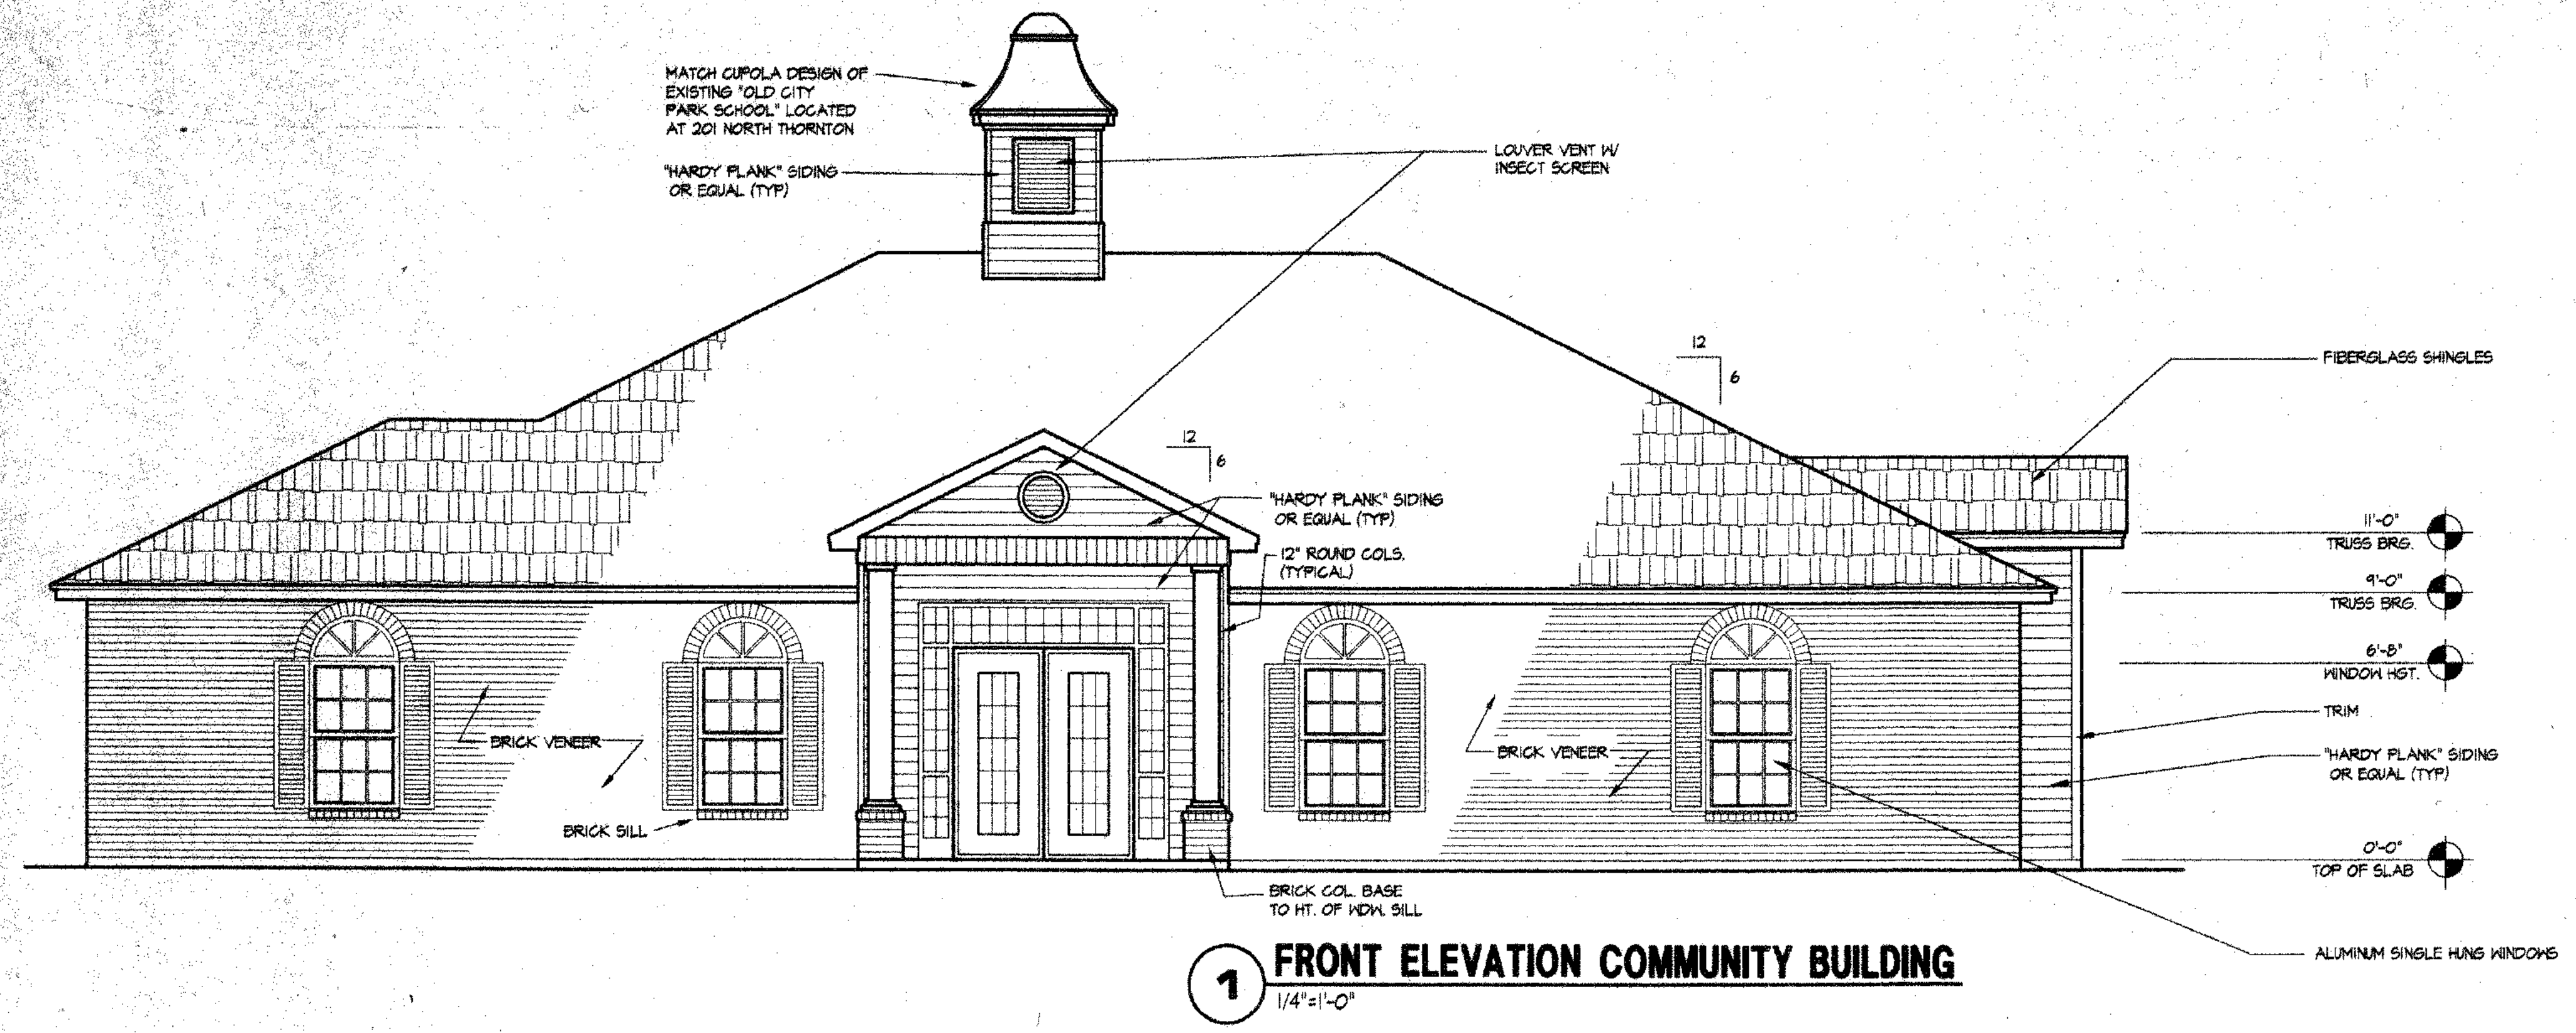 MATCH CUPOLA DESIGN OF
EXISTING "OLD CITY
PARK SCHOOL" LOCATED
AT 201 NORTH THORNTON
"HARDY PLANK" SIDING
OR EQUAL (TYP)
LOUVER VENT W/
INSECT SCREEN
12
6
FIBERGLASS SHINGLES
12
6
"HARDY PLANK" SIDING
OR EQUAL (TYP)
12" ROUND COLS.
(TYPICAL)
11'-0"
TRUSS BRG.
9'-0"
TRUSS BRG.
6'-8"
WINDOW HGT.
TRIM
BRICK VENEER
BRICK VENEER
"HARDY PLANK" SIDING
OR EQUAL (TYP)
BRICK SILL
0'-0"
TOP OF SLAB
BRICK COL. BASE
TO HT. OF WDW. SILL
ALUMINUM SINGLE HUNG WINDOWS
1
FRONT ELEVATION COMMUNITY BUILDING
1/4"=1'-0"